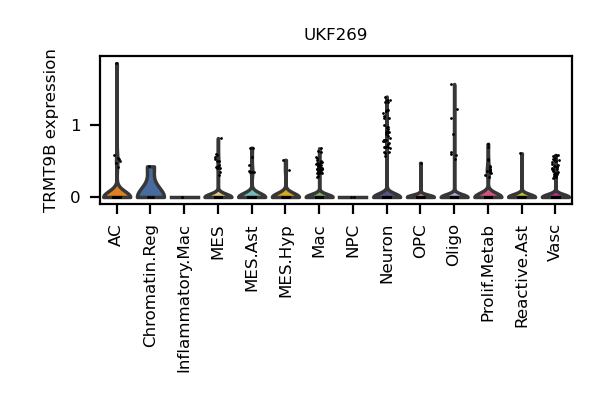 UKF269
TRMT9B expression
1
0
AC
Chromatin.Reg
Inflammatory.Mac
MES
MES.Ast
MES.Hyp
Mac
NPC
Neuron
OPC
Oligo
Prolif.Metab
Reactive.Ast
Vasc